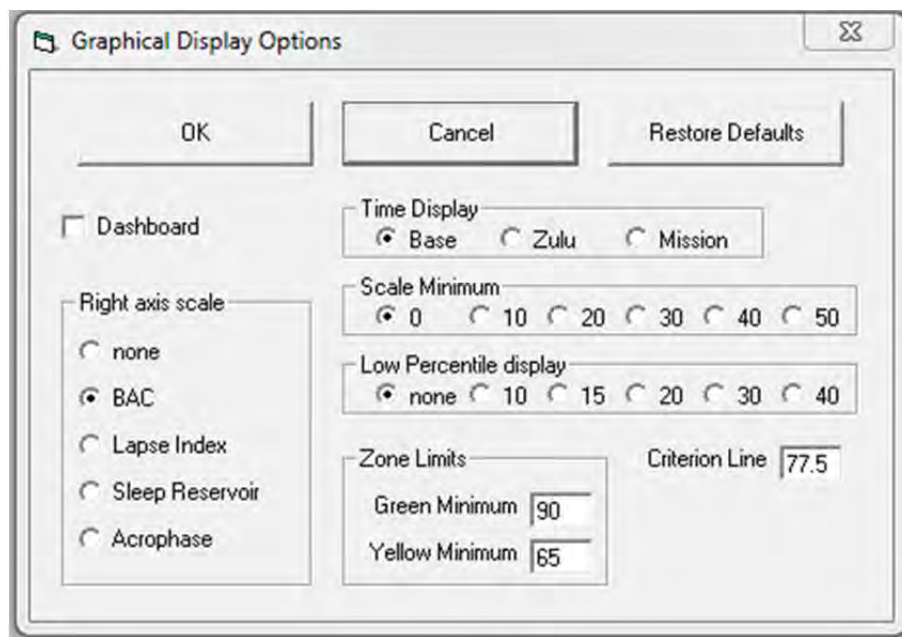 Graphical Display Options
OK Cancel Restore Defaults
Dashboard
Time Display
Base Zulu Mission
Right axis scale
none
BAC
Lapse Index
Sleep Reservoir
Acrophase
Scale Minimum
0 10 20 30 40 50
Low Percentile display
none 10 15 20 30 40
Zone Limits
Green Minimum 90
Yellow Minimum 65
Criterion Line 77.5